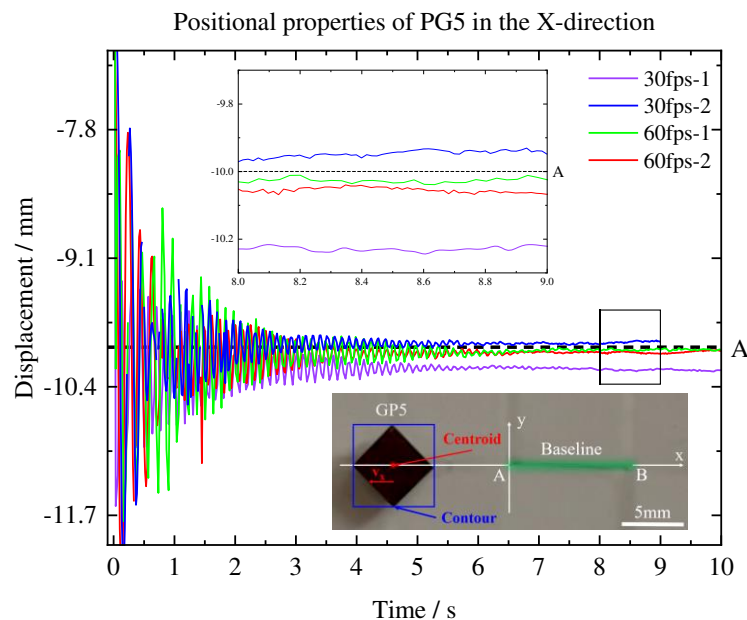 Positional properties of PG5 in the X-direction
30fps-1
30fps-2
60fps-1
60fps-2
-7.8
-9.1
-10.4
-11.7
Displacement / mm
-9.8
-10.0
-10.2
A
8.0 8.2 8.4 8.6 8.8 9.0
A
GP5
y
Centroid
Baseline
x
v₁
A
B
Contour
5mm
0 1 2 3 4 5 6 7 8 9 10
Time / s